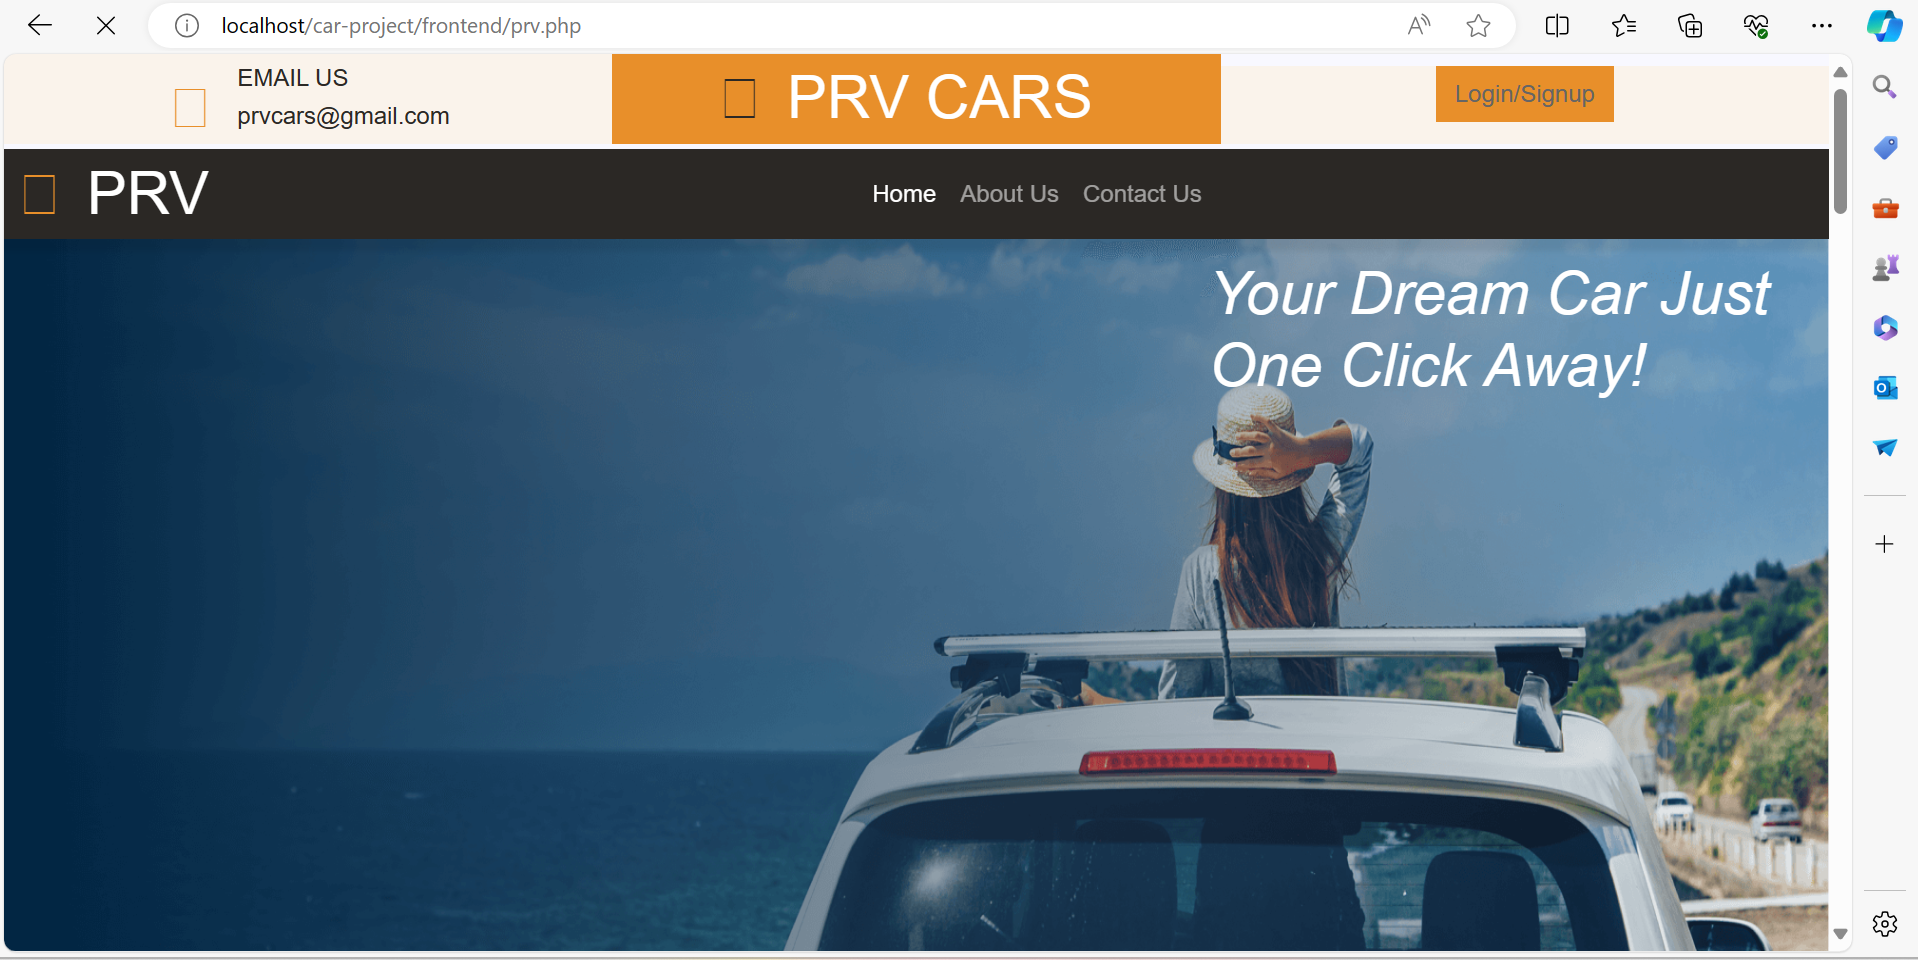 localhost/car-project/frontend/prv.php
EMAIL US
prvcars@gmail.com
PRV CARS
Login/Signup
PRV
Home About Us Contact Us
Your Dream Car Just
One Click Away!